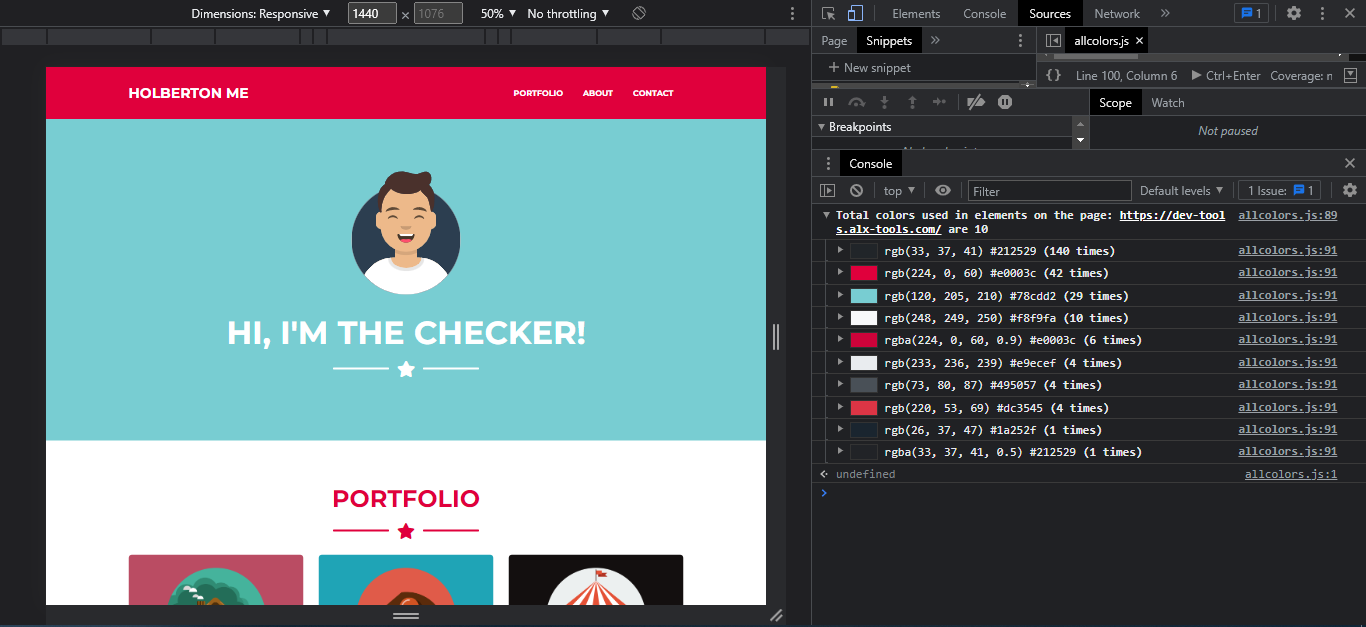 Dimensions: Responsive ▼ 1440 × 1076 50% ▼ No throttling ▼
HOLBERTON ME
PORTFOLIO ABOUT CONTACT
HI, I'M THE CHECKER!
PORTFOLIO
Elements Console Sources Network » 1
Page Snippets »
allcolors.js ×
+ New snippet
{} Line 100, Column 6 Ctrl+Enter Coverage: n
Scope Watch
Breakpoints
Not paused
Console
top ▼ Filter Default levels ▼ 1 Issue: 1
Total colors used in elements on the page: https://dev-tool allcolors.js:89
s.alx-tools.com/ are 10
rgb(33, 37, 41) #212529 (140 times) allcolors.js:91
rgb(224, 0, 60) #e0003c (42 times) allcolors.js:91
rgb(120, 205, 210) #78cdd2 (29 times) allcolors.js:91
rgb(248, 249, 250) #f8f9fa (10 times) allcolors.js:91
rgba(224, 0, 60, 0.9) #e0003c (6 times) allcolors.js:91
rgb(233, 236, 239) #e9ecef (4 times) allcolors.js:91
rgb(73, 80, 87) #495057 (4 times) allcolors.js:91
rgb(220, 53, 69) #dc3545 (4 times) allcolors.js:91
rgb(26, 37, 47) #1a252f (1 times) allcolors.js:91
rgba(33, 37, 41, 0.5) #212529 (1 times) allcolors.js:91
undefined allcolors.js:1